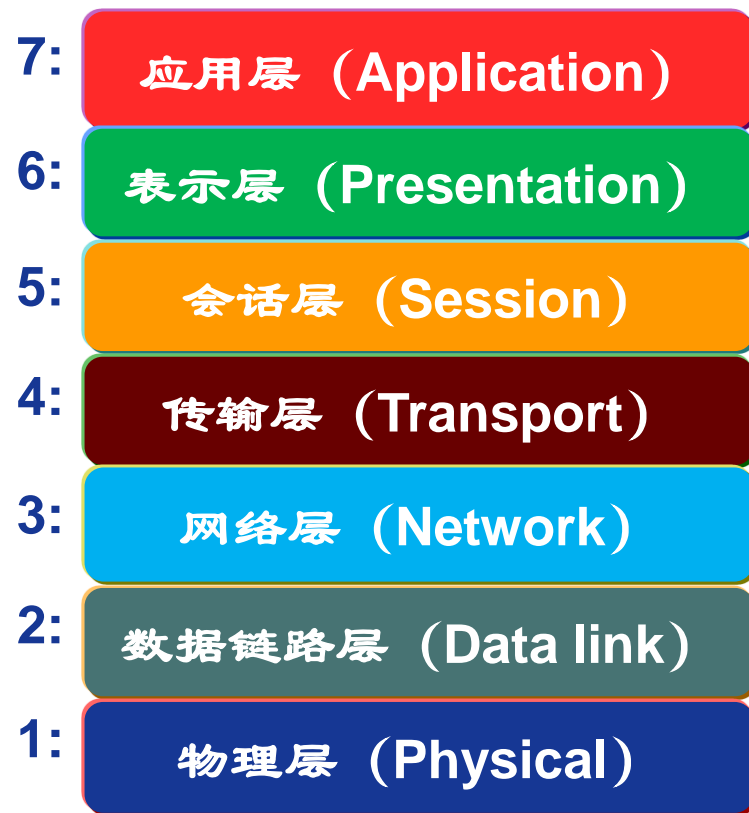 7: 应用层（Application）
6: 表示层（Presentation）
5: 会话层（Session）
4: 传输层（Transport）
3: 网络层（Network）
2: 数据链路层（Data link）
1: 物理层（Physical）